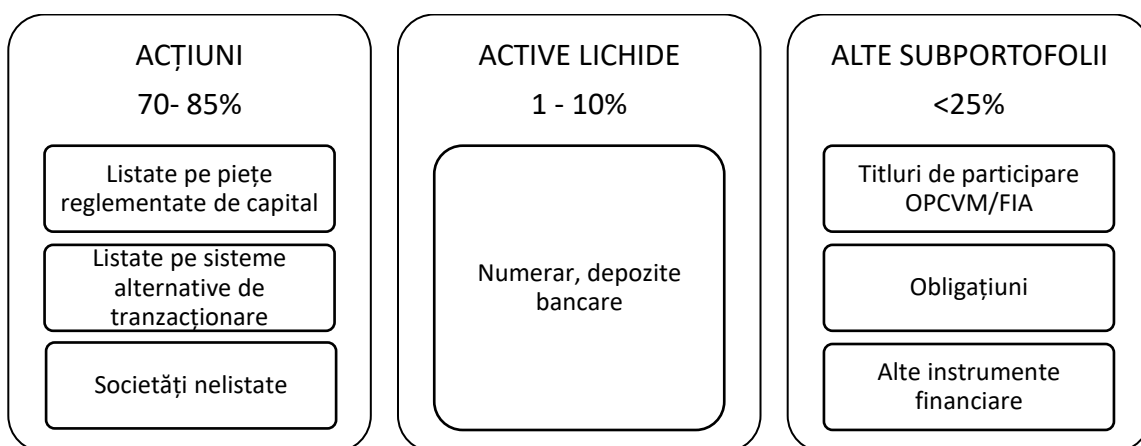 ACȚIUNI
70- 85%
Listate pe piețe
reglementate de capital
Listate pe sisteme
alternative de
tranzacționare
Societăți nelistate
ACTIVE LICHIDE
1 - 10%
Numerar, depozite
bancare
ALTE SUBPORTOFOLII
<25%
Titluri de participare
OPCVM/FIA
Obligațiuni
Alte instrumente
financiare